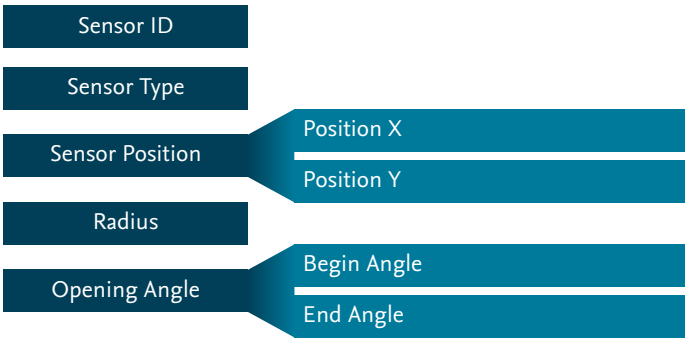 Sensor ID
Sensor Type
Sensor Position
Position X
Position Y
Radius
Opening Angle
Begin Angle
End Angle